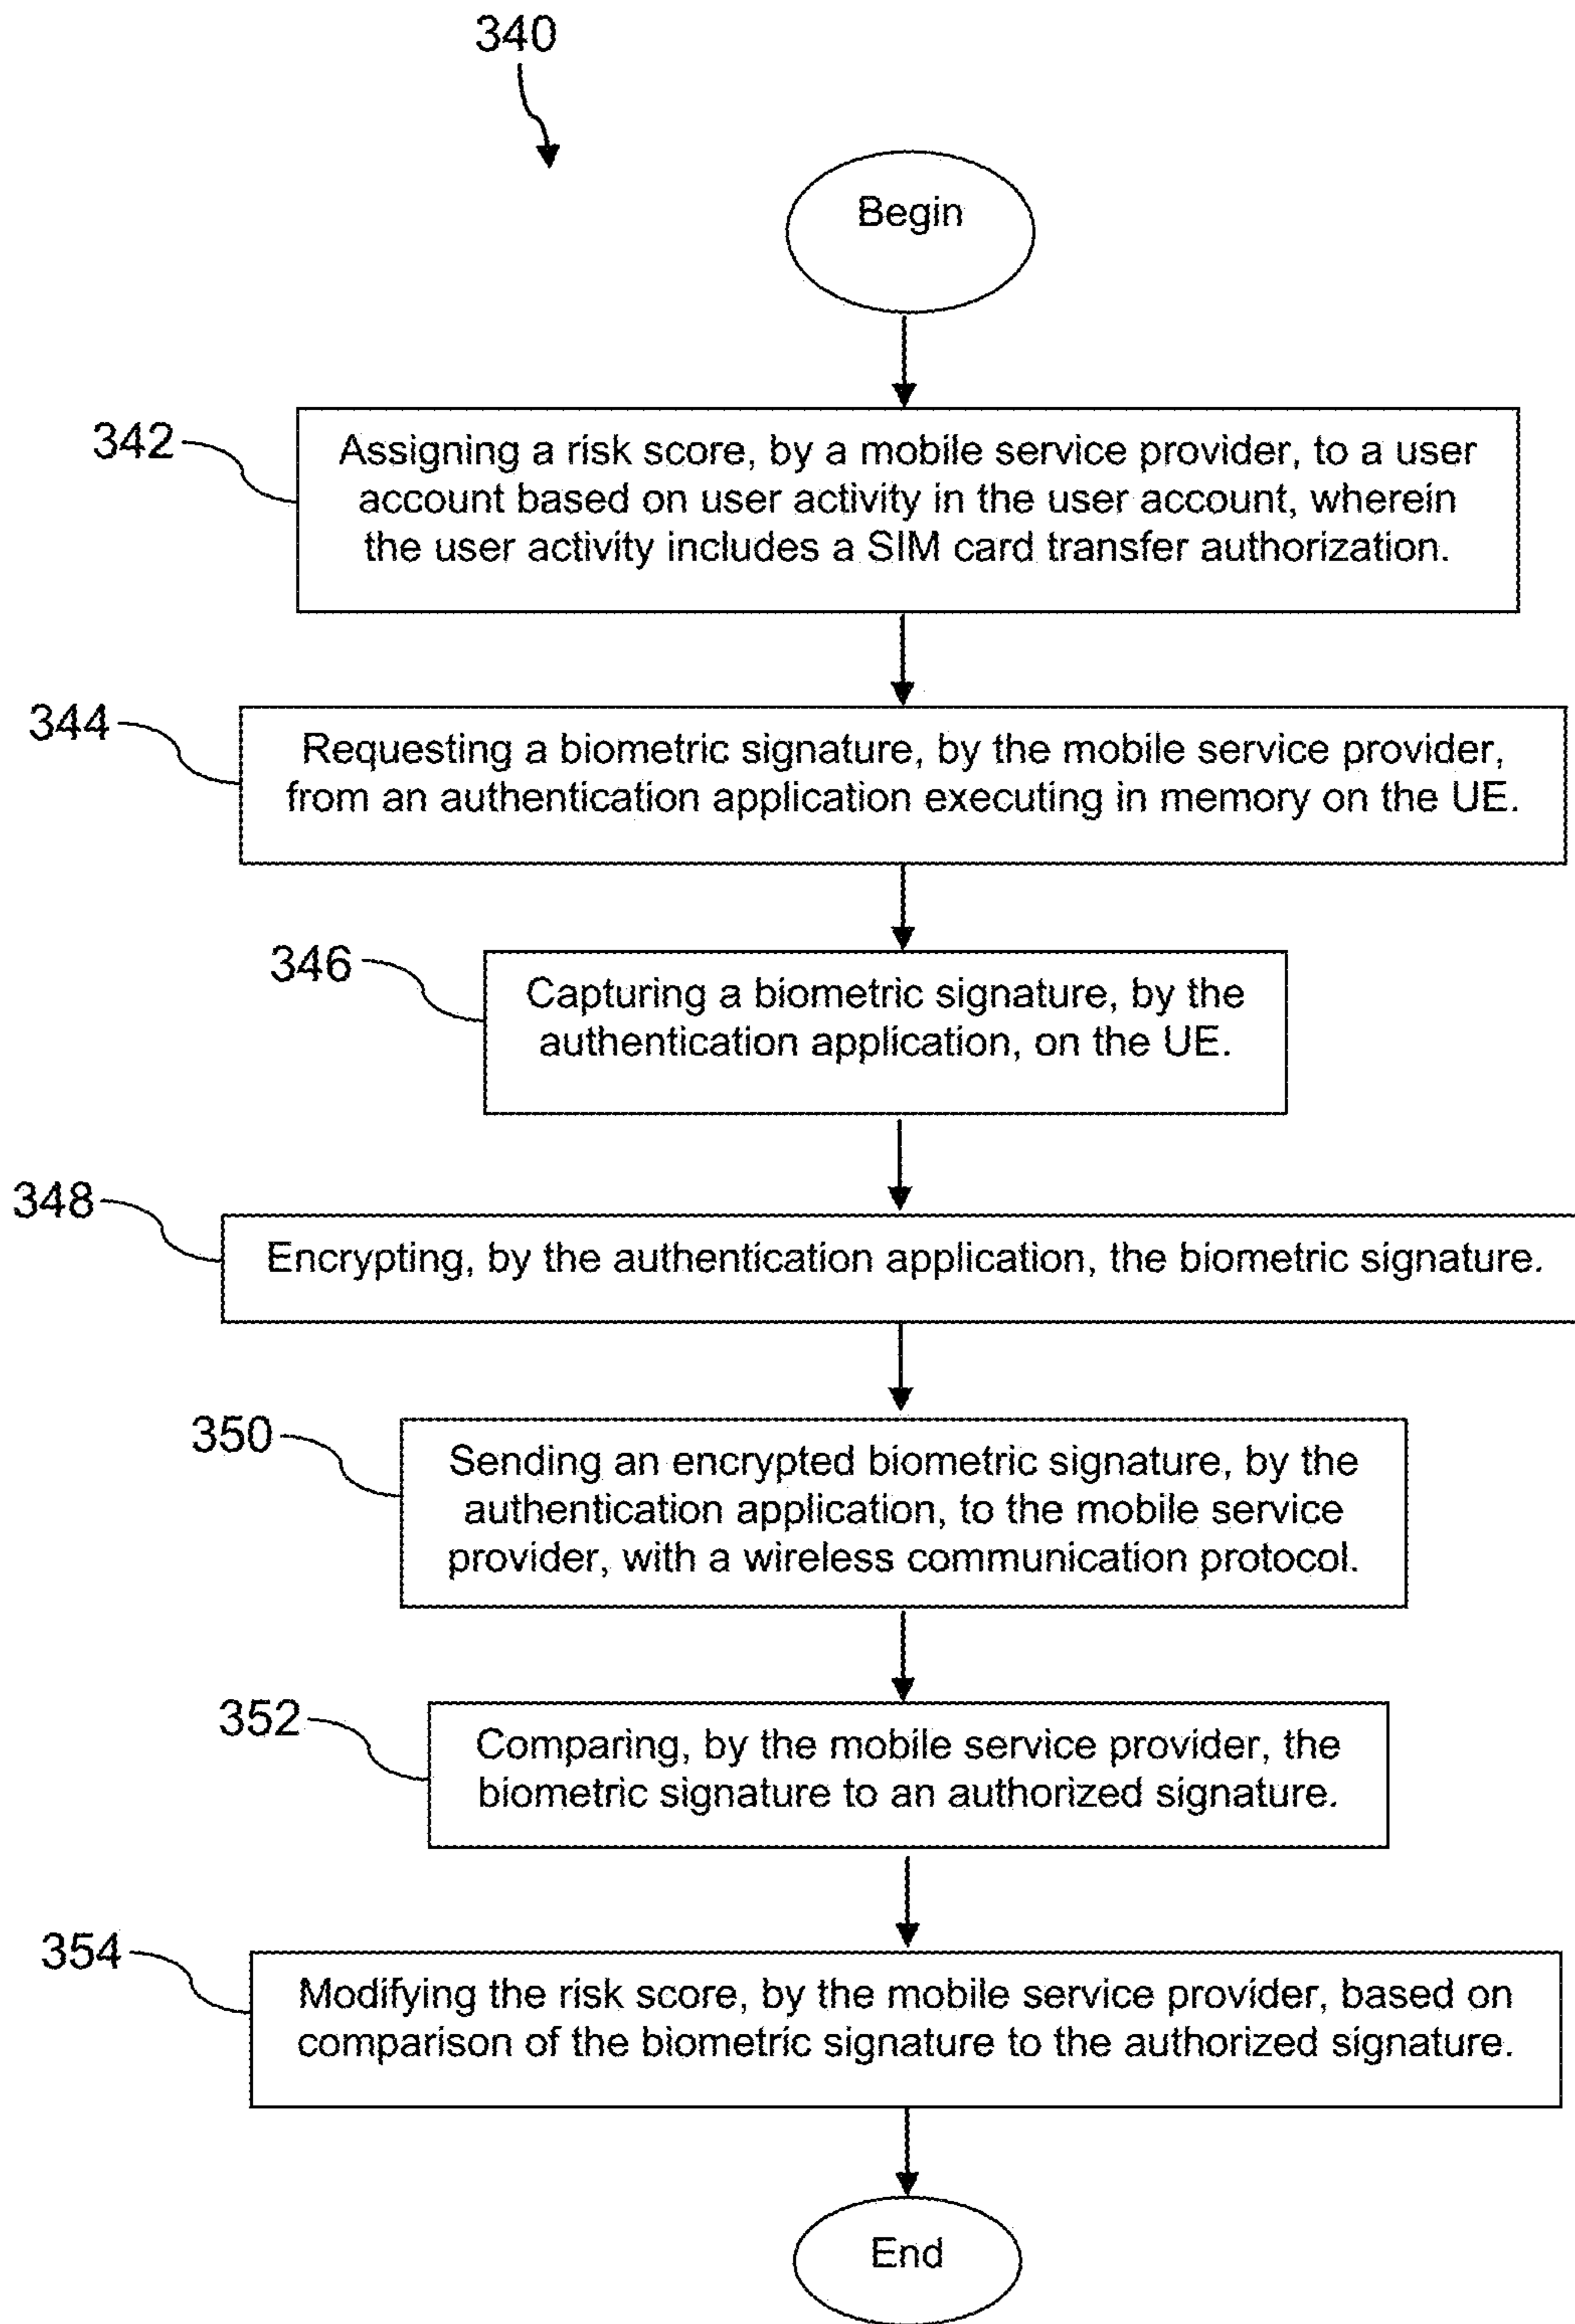 340
Begin
342
Assigning a risk score, by a mobile service provider, to a user
account based on user activity in the user account, wherein
the user activity includes a SIM card transfer authorization.
344
Requesting a biometric signature, by the mobile service provider,
from an authentication application executing in memory on the UE.
346
Capturing a biometric signature, by the
authentication application, on the UE.
348
Encrypting, by the authentication application, the biometric signature.
350
Sending an encrypted biometric signature, by the
authentication application, to the mobile service
provider, with a wireless communication protocol.
352
Comparing, by the mobile service provider, the
biometric signature to an authorized signature.
354
Modifying the risk score, by the mobile service provider, based on
comparison of the biometric signature to the authorized signature.
End